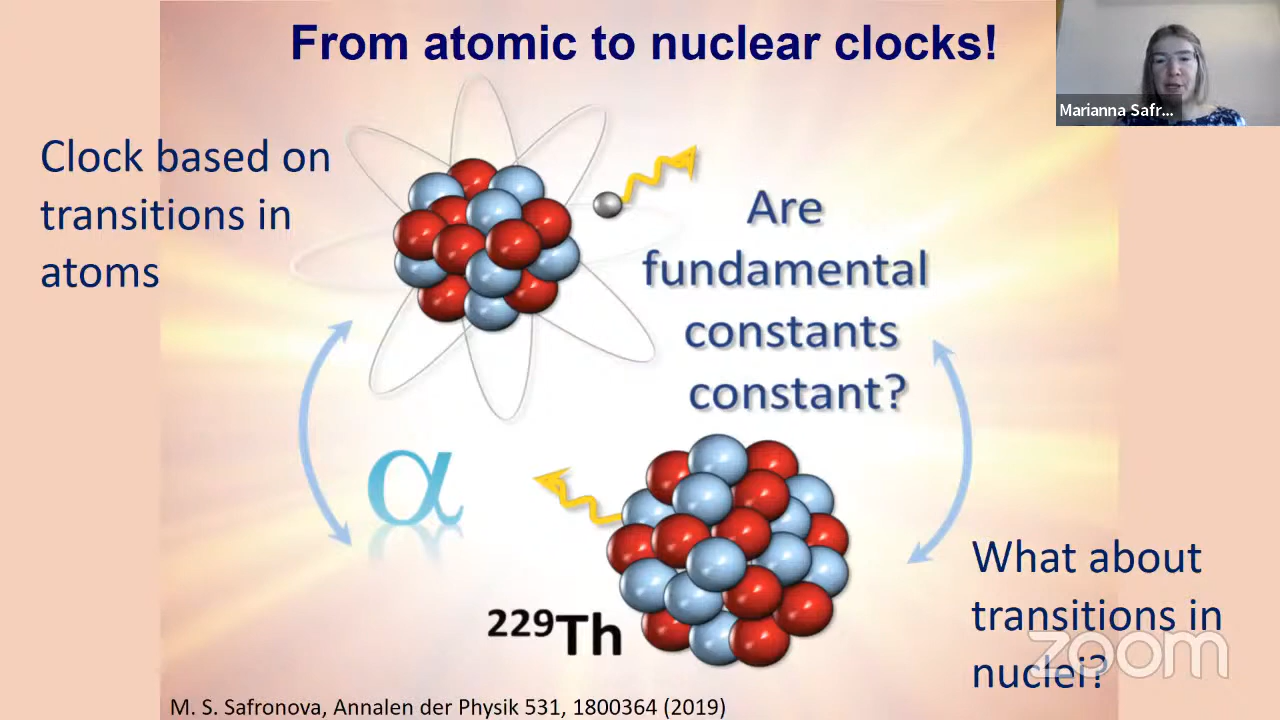 From atomic to nuclear clocks!
Marianna Safr...
Clock based on
transitions in
atoms
Are
fundamental
constants
constant?
α
229Th
What about
transitions in
nuclei?
zoom
M. S. Safronova, Annalen der Physik 531, 1800364 (2019)